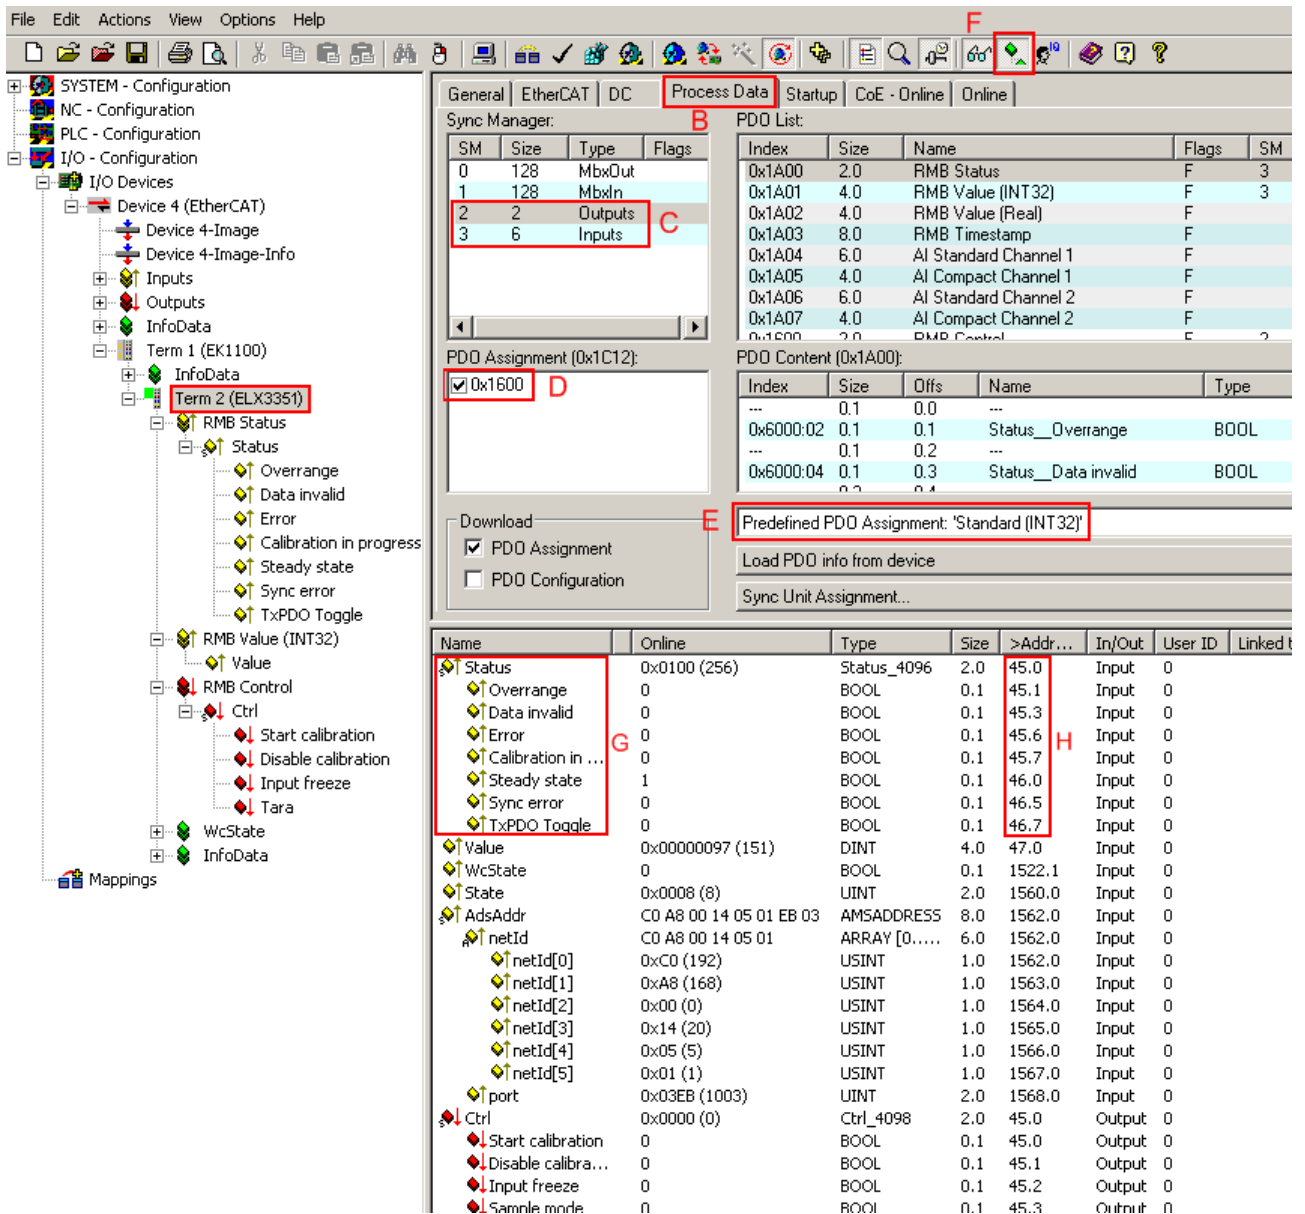 File Edit Actions View Options Help
F
SYSTEM - Configuration
NC - Configuration
PLC - Configuration
I/O - Configuration
I/O Devices
Device 4 (EtherCAT)
Device 4-Image
Device 4-Image-Info
Inputs
Outputs
InfoData
Term 1 (EK1100)
InfoData
Term 2 (ELX3351)
RMB Status
Status
Overrange
Data invalid
Error
Calibration in progress
Steady state
Sync error
TxPDO Toggle
RMB Value (INT32)
Value
RMB Control
Ctrl
Start calibration
Disable calibration
Input freeze
Tara
WcState
InfoData
Mappings
General EtherCAT DC Process Data Startup CoE - Online Online
B
Sync Manager:
SM Size Type Flags
0 128 MbxOut
1 128 MbxIn
2 2 Outputs
3 6 Inputs
C
PDO List:
Index Size Name Flags SM
0x1A00 2.0 RMB Status F 3
0x1A01 4.0 RMB Value (INT32) F 3
0x1A02 4.0 RMB Value (Real) F
0x1A03 8.0 RMB Timestamp F
0x1A04 6.0 AI Standard Channel 1 F
0x1A05 4.0 AI Compact Channel 1 F
0x1A06 6.0 AI Standard Channel 2 F
0x1A07 4.0 AI Compact Channel 2 F
0x1600 2.0 RMB Control F 2
PDO Assignment (0x1C12):
0x1600
D
PDO Content (0x1A00):
Index Size Offs Name Type
--- 0.1 0.0 ---
0x6000:02 0.1 0.1 Status__Overrange BOOL
--- 0.1 0.2 ---
0x6000:04 0.1 0.3 Status__Data invalid BOOL
Download
PDO Assignment
PDO Configuration
E
Predefined PDO Assignment: 'Standard (INT32)'
Load PDO info from device
Sync Unit Assignment...
Name Online Type Size >Addr... In/Out User ID Linked t
Status 0x0100 (256) Status_4096 2.0 45.0 Input 0
Overrange 0 BOOL 0.1 45.1 Input 0
Data invalid 0 BOOL 0.1 45.3 Input 0
Error 0 BOOL 0.1 45.6 Input 0
G
H
Calibration in ... 0 BOOL 0.1 45.7 Input 0
Steady state 1 BOOL 0.1 46.0 Input 0
Sync error 0 BOOL 0.1 46.5 Input 0
TxPDO Toggle 0 BOOL 0.1 46.7 Input 0
Value 0x00000097 (151) DINT 4.0 47.0 Input 0
WcState 0 BOOL 0.1 1522.1 Input 0
State 0x0008 (8) UINT 2.0 1560.0 Input 0
AdsAddr C0 A8 00 14 05 01 EB 03 AMSADDRESS 8.0 1562.0 Input 0
netId C0 A8 00 14 05 01 ARRAY [0..... 6.0 1562.0 Input 0
netId[0] 0xC0 (192) USINT 1.0 1562.0 Input 0
netId[1] 0xA8 (168) USINT 1.0 1563.0 Input 0
netId[2] 0x00 (0) USINT 1.0 1564.0 Input 0
netId[3] 0x14 (20) USINT 1.0 1565.0 Input 0
netId[4] 0x05 (5) USINT 1.0 1566.0 Input 0
netId[5] 0x01 (1) USINT 1.0 1567.0 Input 0
port 0x03EB (1003) UINT 2.0 1568.0 Input 0
Ctrl 0x0000 (0) Ctrl_4098 2.0 45.0 Output 0
Start calibration 0 BOOL 0.1 45.0 Output 0
Disable calibra... 0 BOOL 0.1 45.1 Output 0
Input freeze 0 BOOL 0.1 45.2 Output 0
Sample mode 0 BOOL 0.1 45.3 Output 0